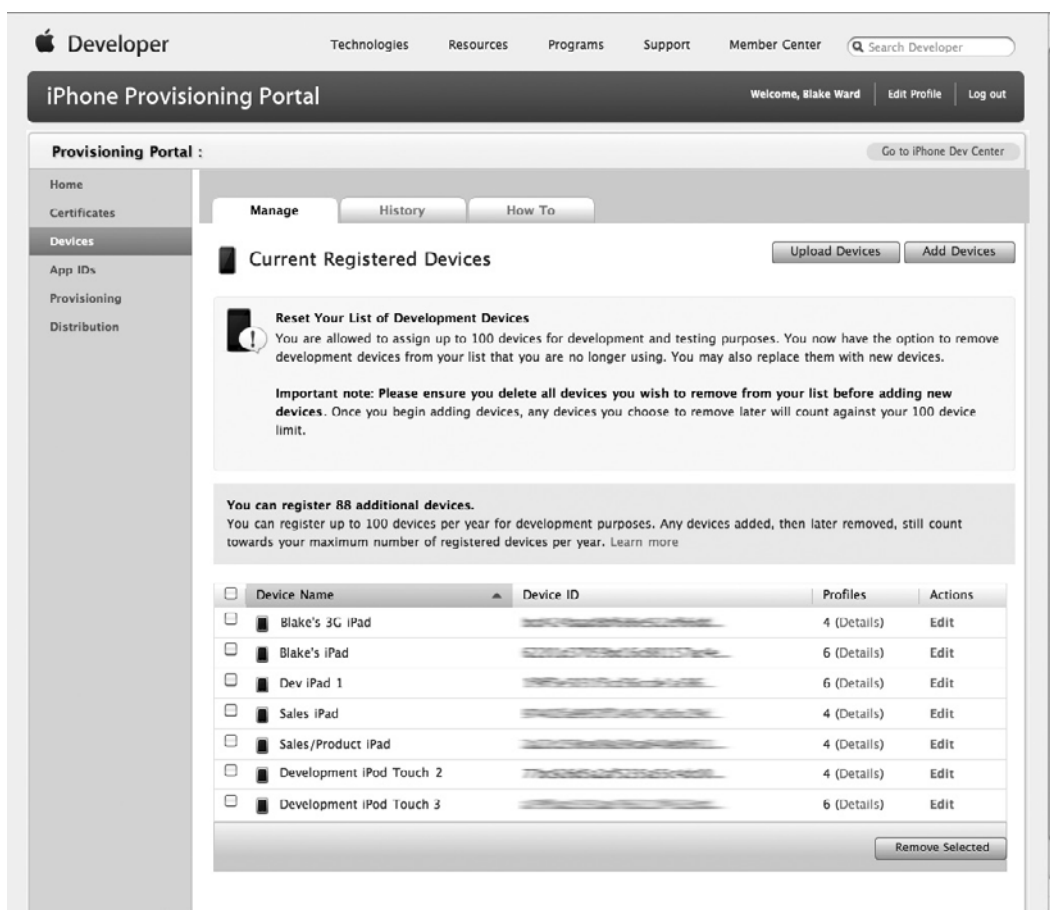 Developer Technologies Resources Programs Support Member Center Search Developer
iPhone Provisioning Portal Welcome, Blake Ward Edit Profile Log out
Provisioning Portal : Go to iPhone Dev Center
Home
Certificates
Devices
App IDs
Provisioning
Distribution
Manage History How To
Current Registered Devices Upload Devices Add Devices
Reset Your List of Development Devices
You are allowed to assign up to 100 devices for development and testing purposes. You now have the option to remove
development devices from your list that you are no longer using. You may also replace them with new devices.
Important note: Please ensure you delete all devices you wish to remove from your list before adding new
devices. Once you begin adding devices, any devices you choose to remove later will count against your 100 device
limit.
You can register 88 additional devices.
You can register up to 100 devices per year for development purposes. Any devices added, then later removed, still count
towards your maximum number of registered devices per year. Learn more
Device Name Device ID Profiles Actions
Blake's 3G iPad 4 (Details) Edit
Blake's iPad 6 (Details) Edit
Dev iPad 1 6 (Details) Edit
Sales iPad 4 (Details) Edit
Sales/Product iPad 4 (Details) Edit
Development iPod Touch 2 4 (Details) Edit
Development iPod Touch 3 6 (Details) Edit
Remove Selected